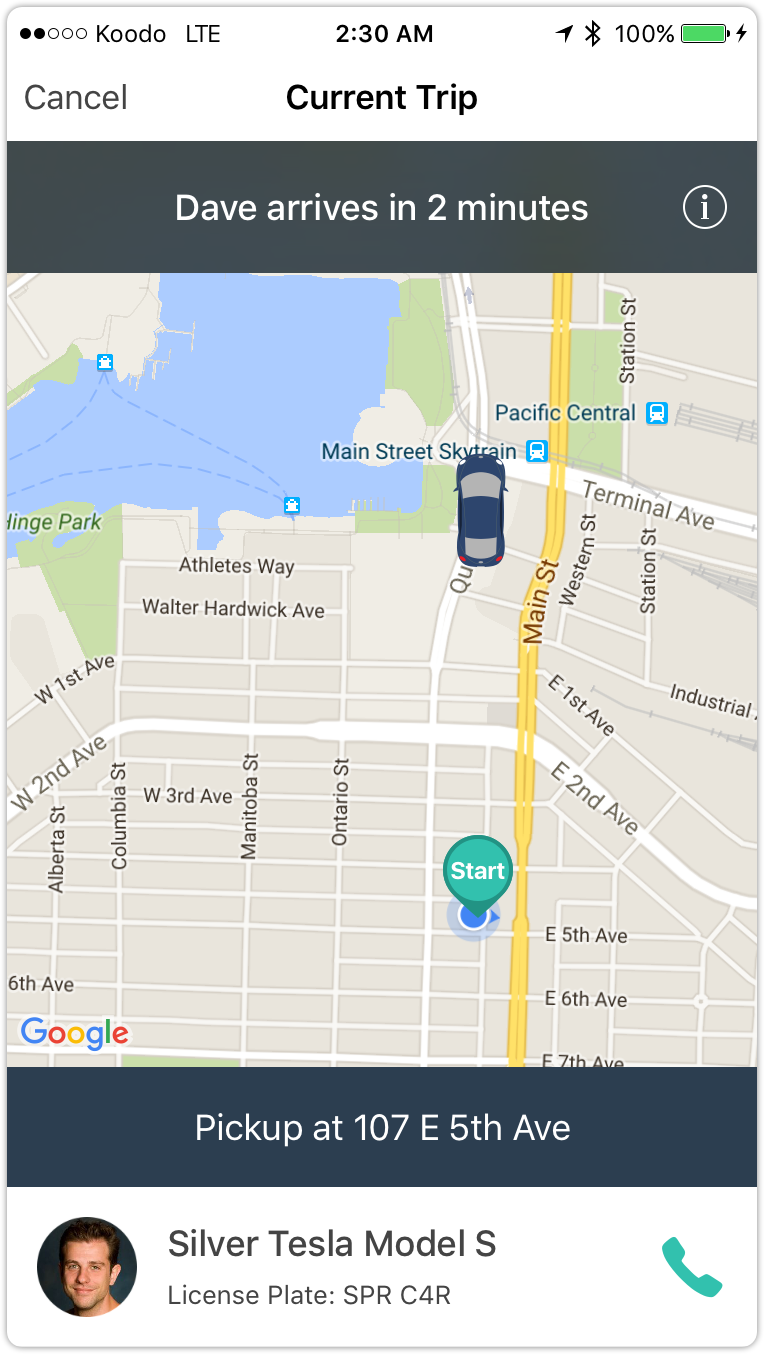 Koodo LTE 2:30 AM 100%
Cancel Current Trip
Dave arrives in 2 minutes
Station St
Pacific Central
Main Street Skytrain
Terminal Ave
Hinge Park
Western St
Station St
Athletes Way
Qu
Main St
Walter Hardwick Ave
W 1st Ave
E 1st Ave
Industrial
W 2nd Ave
E 2nd Ave
Columbia St
Manitoba St
Ontario St
W 3rd Ave
Alberta St
Start
E 5th Ave
6th Ave
E 6th Ave
Google
E 7th Ave
Pickup at 107 E 5th Ave
Silver Tesla Model S
License Plate: SPR C4R